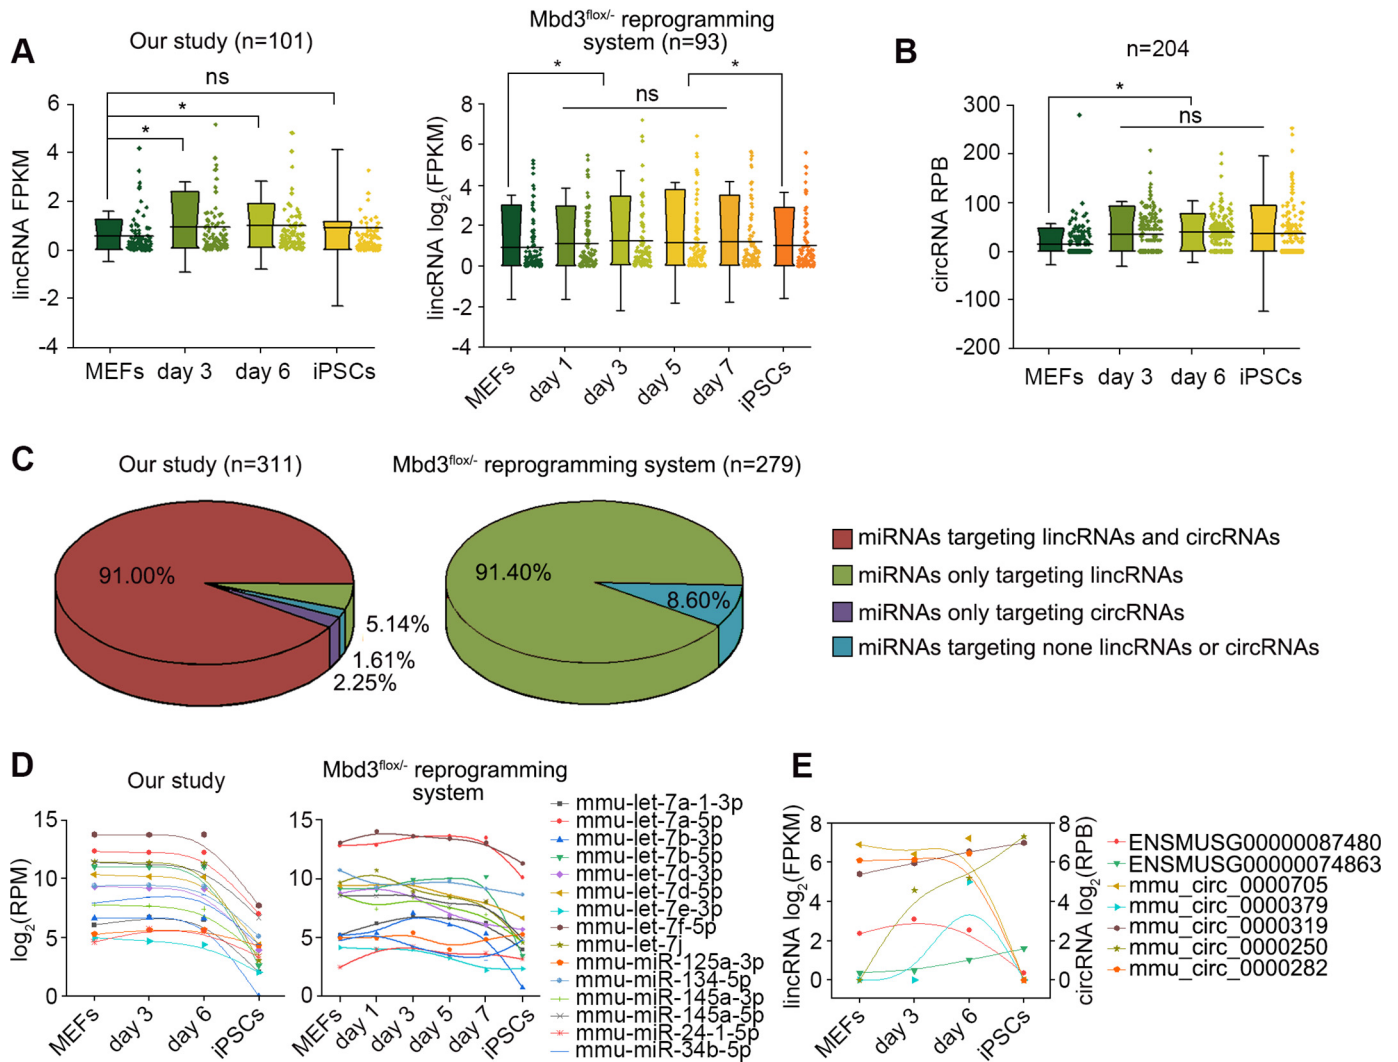 A
Our study (n=101)
ns
*
*
lincRNA FPKM
6
4
2
0
-2
-4
MEFs day 3 day 6 iPSCs
Mbd3flox/- reprogramming
system (n=93)
*
*
ns
lincRNA log2(FPKM)
8
6
4
2
0
-2
-4
MEFs
day 1
day 3
day 5
day 7
iPSCs
B
n=204
*
ns
circRNA RPB
300
200
100
0
-100
-200
MEFs day 3 day 6 iPSCs
C
Our study (n=311)
91.00%
5.14%
1.61%
2.25%
Mbd3flox/- reprogramming system (n=279)
91.40%
8.60%
miRNAs targeting lincRNAs and circRNAs
miRNAs only targeting lincRNAs
miRNAs only targeting circRNAs
miRNAs targeting none lincRNAs or circRNAs
D
Our study
log2(RPM)
15
10
5
0
MEFs
day 3
day 6
iPSCs
Mbd3flox/- reprogramming
system
15
10
5
0
MEFs
day 1
day 3
day 5
day 7
iPSCs
mmu-let-7a-1-3p
mmu-let-7a-5p
mmu-let-7b-3p
mmu-let-7b-5p
mmu-let-7d-3p
mmu-let-7d-5p
mmu-let-7e-3p
mmu-let-7f-5p
mmu-let-7j
mmu-miR-125a-3p
mmu-miR-134-5p
mmu-miR-145a-3p
mmu-miR-145a-5p
mmu-miR-24-1-5p
mmu-miR-34b-5p
E
lincRNA log2(FPKM)
8
6
4
2
0
8
6
4
2
0
circRNA log2(RPB)
MEFs
day 3
day 6
iPSCs
ENSMUSG00000087480
ENSMUSG00000074863
mmu_circ_0000705
mmu_circ_0000379
mmu_circ_0000319
mmu_circ_0000250
mmu_circ_0000282